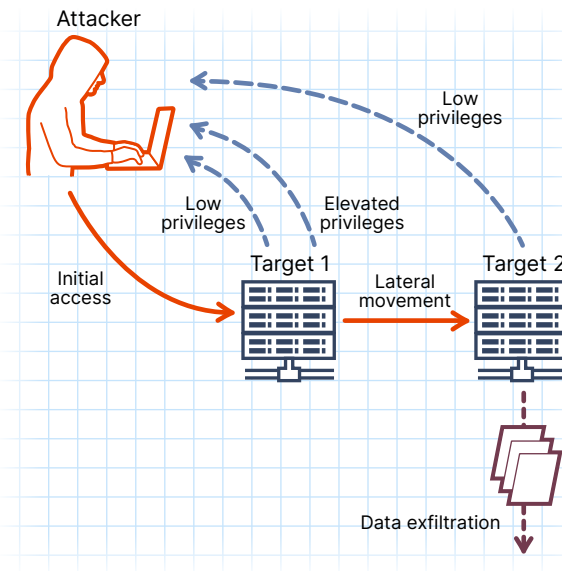 Attacker
Low
privileges
Low
privileges
Elevated
privileges
Target 1
Target 2
Initial
access
Lateral
movement
Data exfiltration